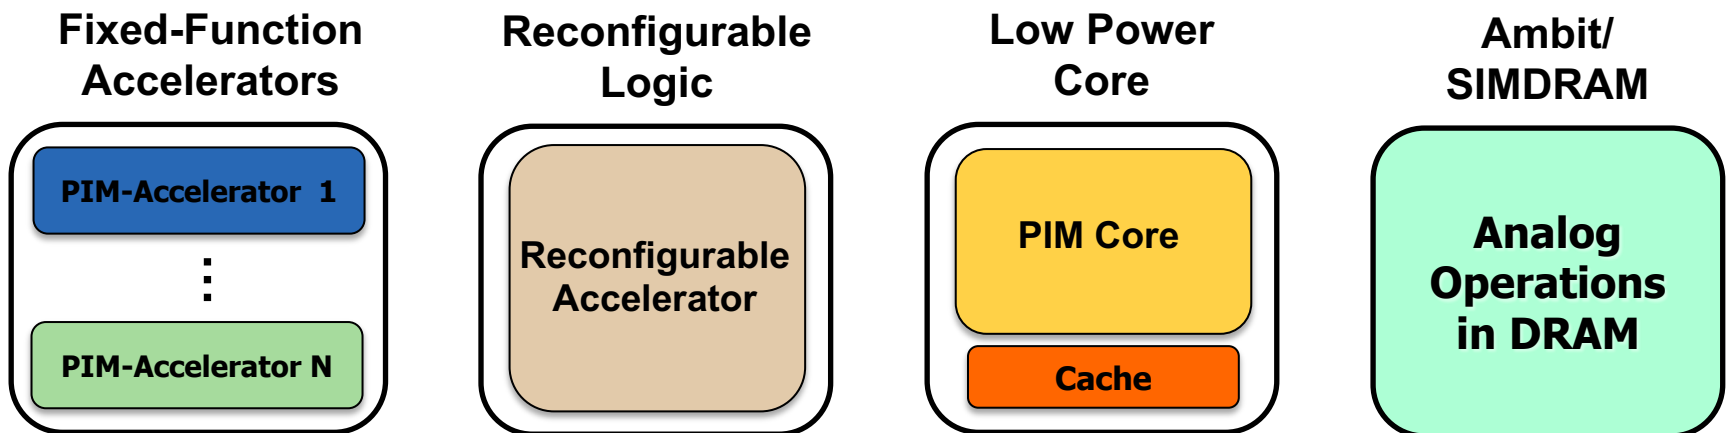 Fixed-Function
Accelerators
PIM-Accelerator 1
⋮
PIM-Accelerator N
Reconfigurable
Logic
Reconfigurable
Accelerator
Low Power
Core
PIM Core
Cache
Ambit/
SIMDRAM
Analog
Operations
in DRAM